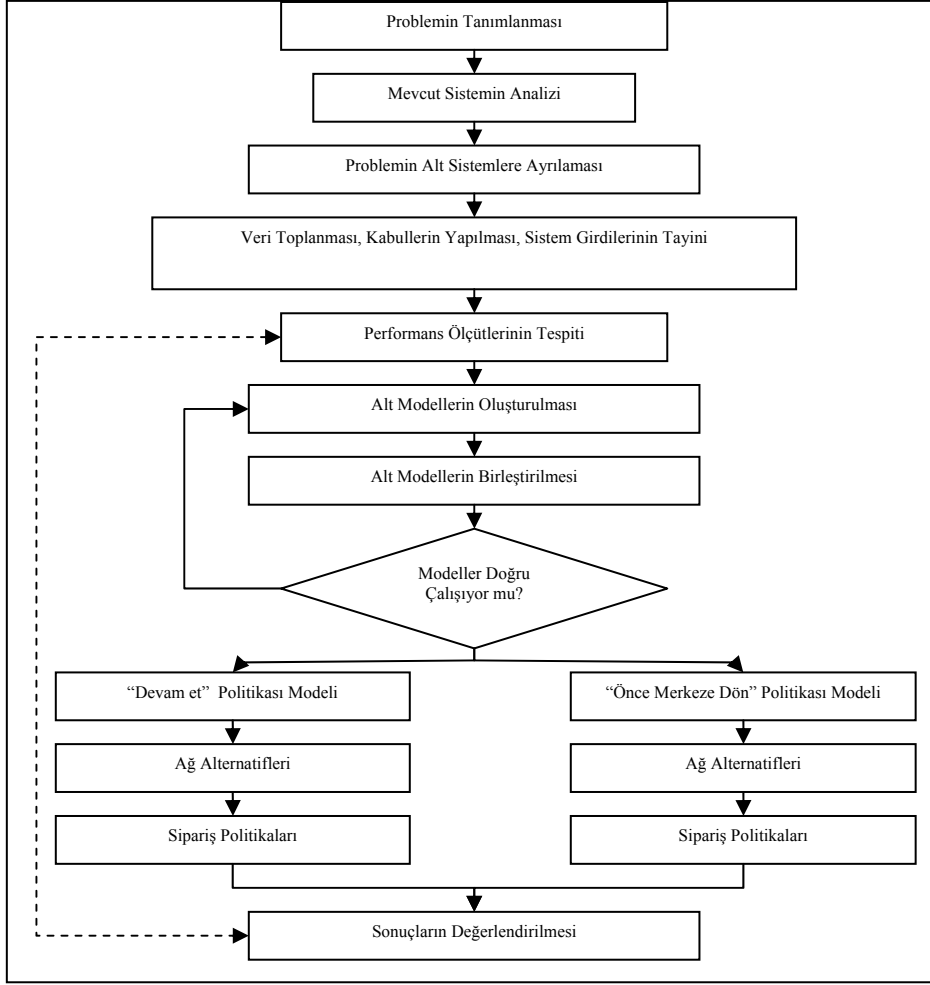 Problemin Tanımlanması
Mevcut Sistemin Analizi
Problemin Alt Sistemlere Ayrılaması
Veri Toplanması, Kabullerin Yapılması, Sistem Girdilerinin Tayini
Performans Ölçütlerinin Tespiti
Alt Modellerin Oluşturulması
Alt Modellerin Birleştirilmesi
Modeller Doğru
Çalışıyor mu?
“Devam et” Politikası Modeli
“Önce Merkeze Dön” Politikası Modeli
Ağ Alternatifleri
Ağ Alternatifleri
Sipariş Politikaları
Sipariş Politikaları
Sonuçların Değerlendirilmesi